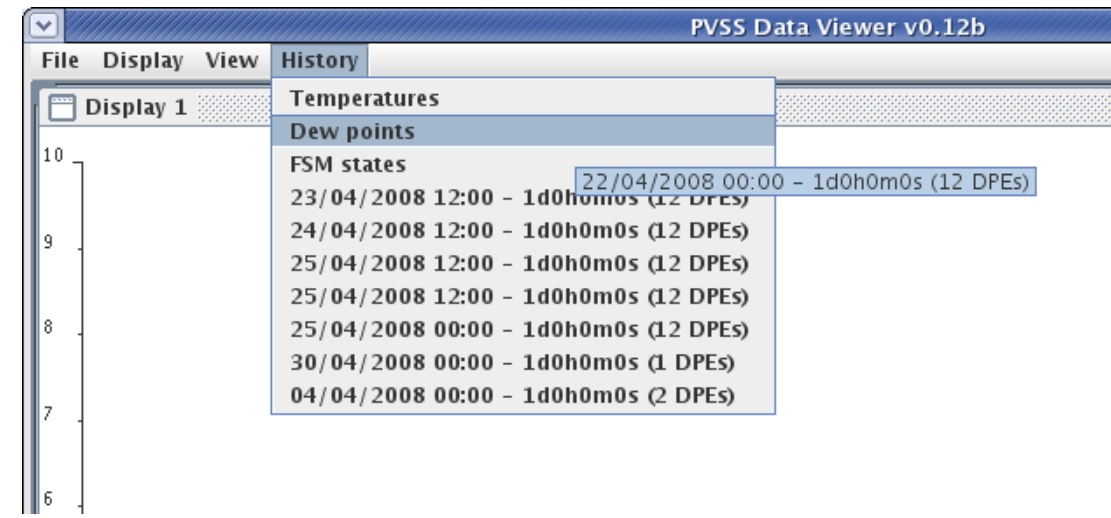 PVSS Data Viewer v0.12b
File Display View History
Display 1
Temperatures
Dew points
FSM states
22/04/2008 00:00 – 1d0h0m0s (12 DPEs)
23/04/2008 12:00 – 1d0h0m0s (12 DPEs)
24/04/2008 12:00 – 1d0h0m0s (12 DPEs)
25/04/2008 12:00 – 1d0h0m0s (12 DPEs)
25/04/2008 12:00 – 1d0h0m0s (12 DPEs)
25/04/2008 00:00 – 1d0h0m0s (12 DPEs)
30/04/2008 00:00 – 1d0h0m0s (1 DPEs)
04/04/2008 00:00 – 1d0h0m0s (2 DPEs)
10
9
8
7
6